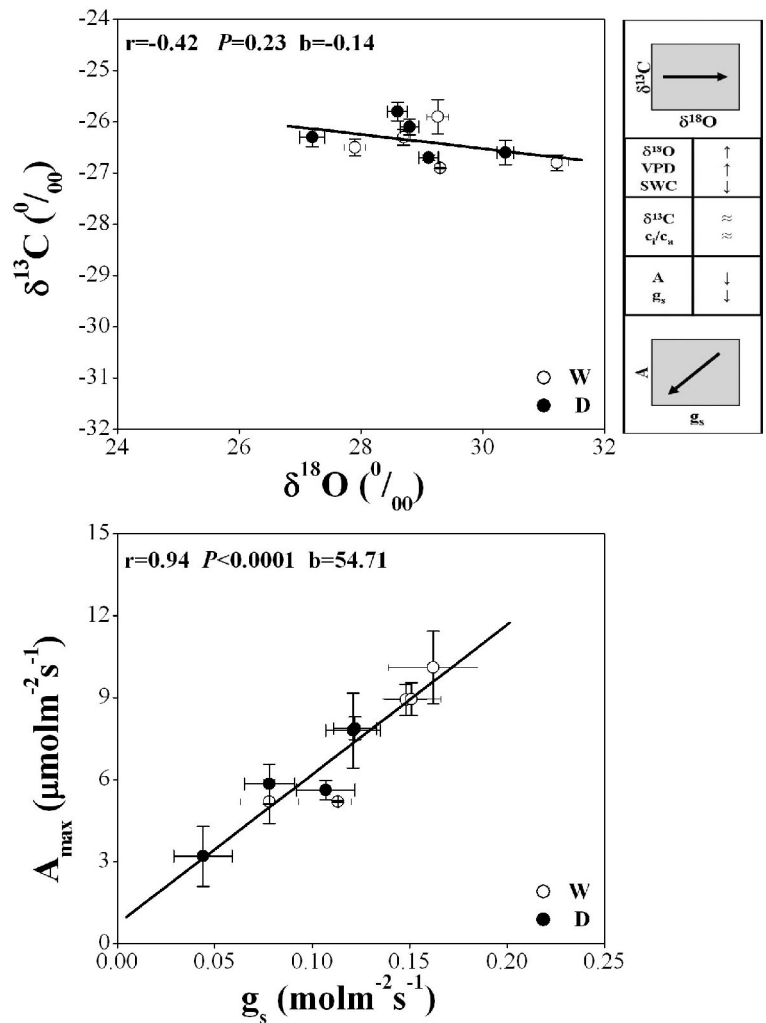 r=-0.42 P=0.23 b=-0.14
-24
-25
-26
-27
-28
-29
-30
-31
-32
δ¹³C (⁰/₀₀)
24
26
28
30
32
δ¹⁸O (⁰/₀₀)
W
D
δ¹³C
δ¹⁸O
δ¹⁸O ↑
VPD ↑
SWC ↓
δ¹³C ≈
cᵢ/cₐ ≈
A ↓
gₛ ↓
A
gₛ
r=0.94 P<0.0001 b=54.71
15
12
9
6
3
0
Aₘₐₓ (μmolm⁻²s⁻¹)
0.00
0.05
0.10
0.15
0.20
0.25
gₛ (molm⁻²s⁻¹)
W
D